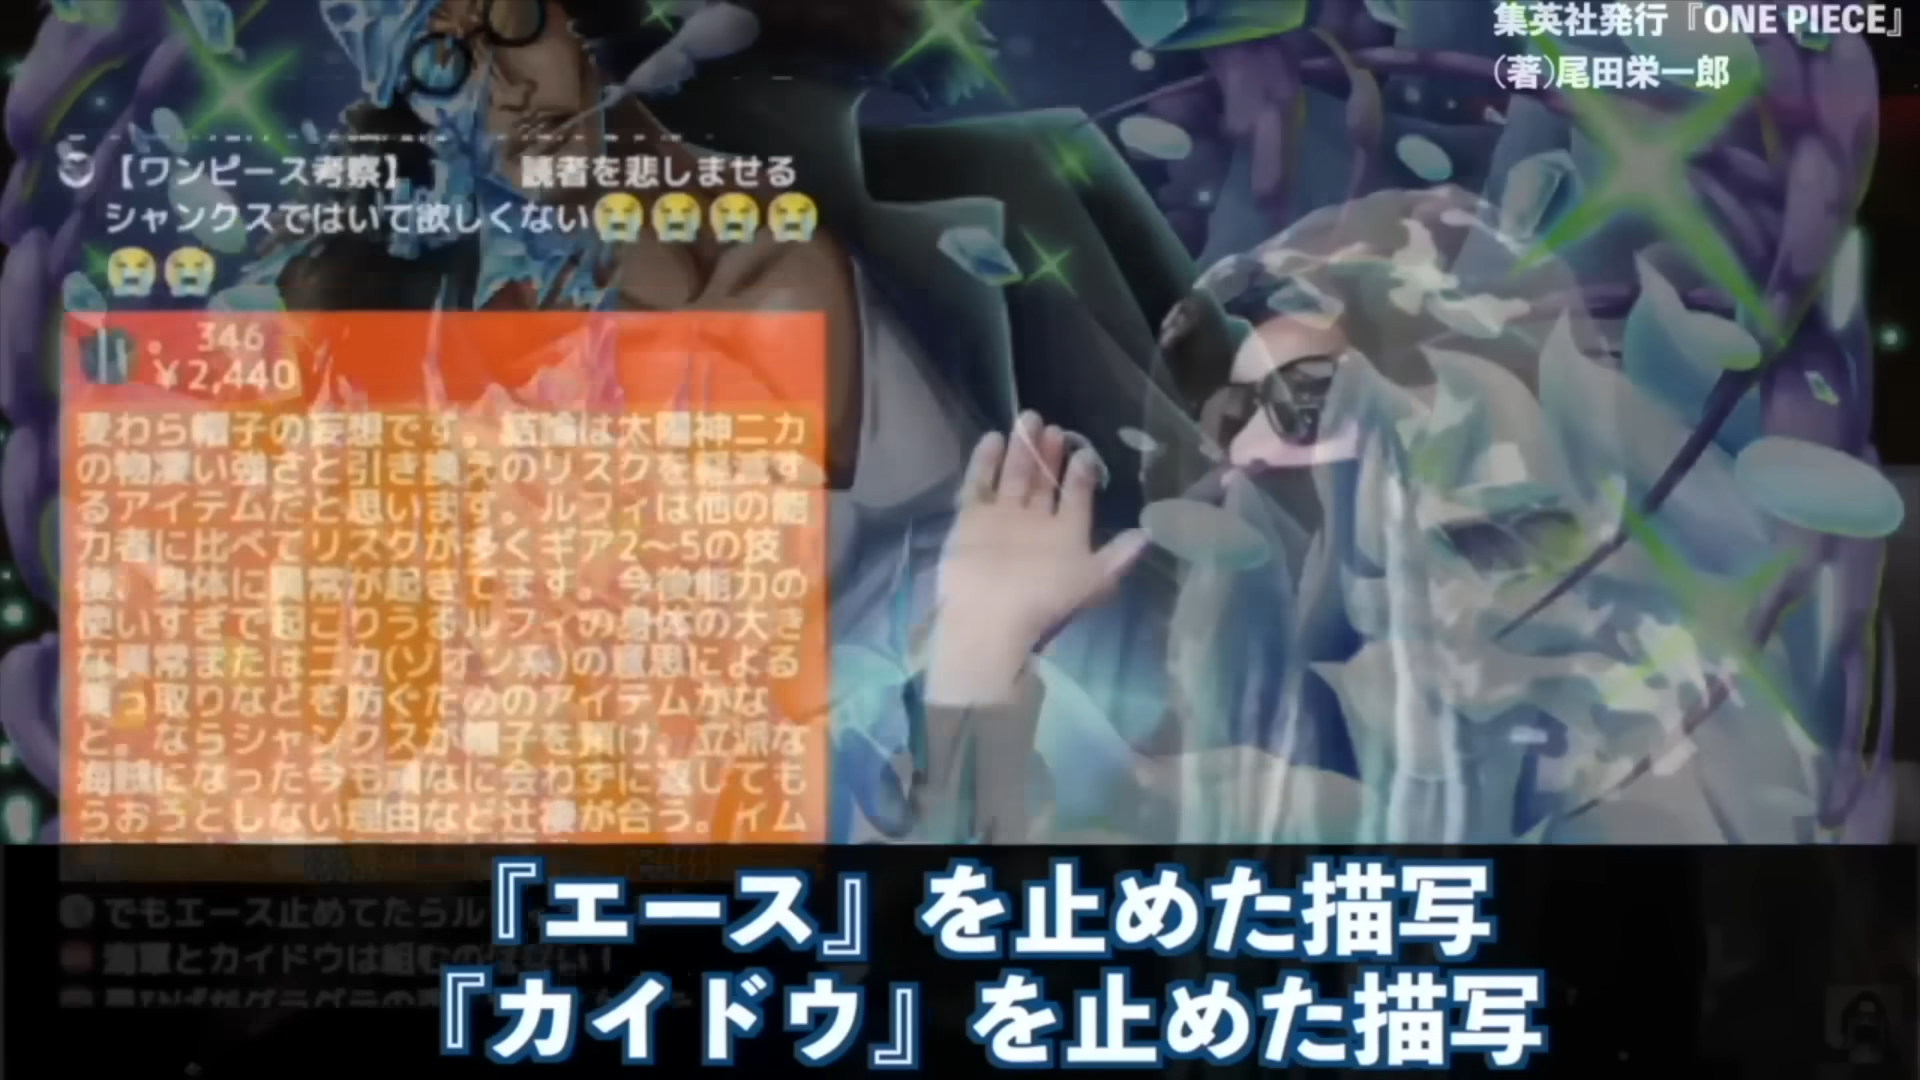 集英社発行『ONE PIECE』
(著)尾田栄一郎
【ワンピース考察】 読者を悲しませる
シャンクスではいて欲しくない😭😭😭😭
😭😭
346
¥2,440
麦わら帽子の妄想です。結論は太陽神ニカ
の物凄い強さと引き換えのリスクを軽減す
るアイテムだと思います。ルフィは他の能
力者に比べてリスクが多くギア2〜5の技
後、身体に異常が起きてます。今後能力の
使いすぎで起こりうるルフィの身体の大き
な異常またはニカ(ゾオン系)の意思による
乗っ取りなどを防ぐためのアイテムかな
と。ならシャンクスが帽子を預け、立派な
海賊になった今も頑なに会わずに返しても
らおうとしない理由など辻褄が合う。イム
『エース』を止めた描写
でもエース止めてたらル
海軍とカイドウは組む
『カイドウ』を止めた描写